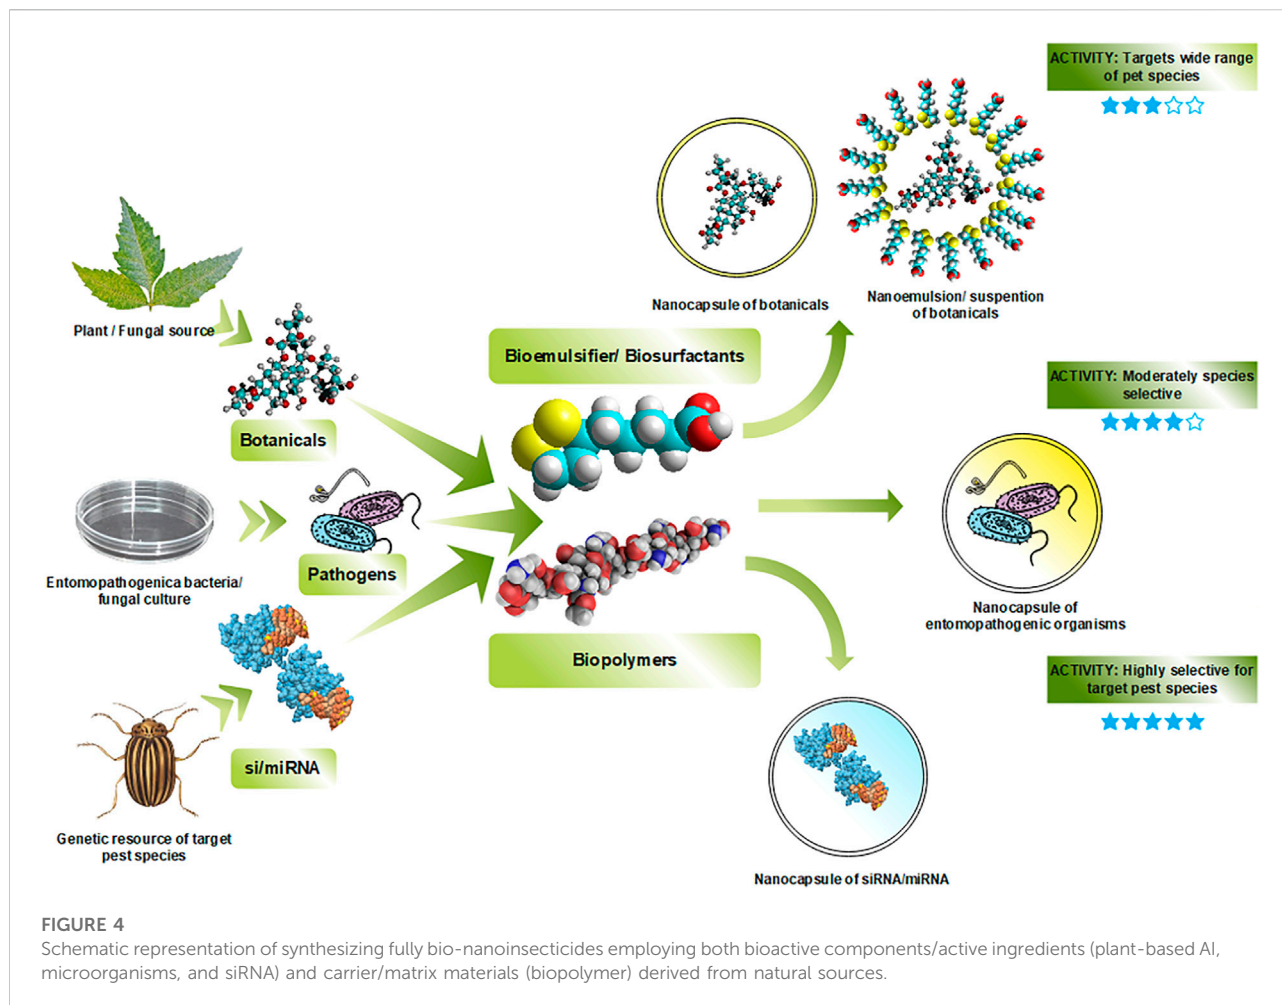 ACTIVITY: Targets wide range
of pet species
Nanocapsule of botanicals
Nanoemulsion/ suspention
of botanicals
Plant / Fungal source
Bioemulsifier/ Biosurfactants
Botanicals
ACTIVITY: Moderately species
selective
Entomopathogenica bacteria/
fungal culture
Pathogens
Nanocapsule of
entomopathogenic organisms
Biopolymers
ACTIVITY: Highly selective for
target pest species
si/miRNA
Genetic resource of target
pest species
Nanocapsule of siRNA/miRNA
FIGURE 4
Schematic representation of synthesizing fully bio-nanoinsecticides employing both bioactive components/active ingredients (plant-based AI,
microorganisms, and siRNA) and carrier/matrix materials (biopolymer) derived from natural sources.